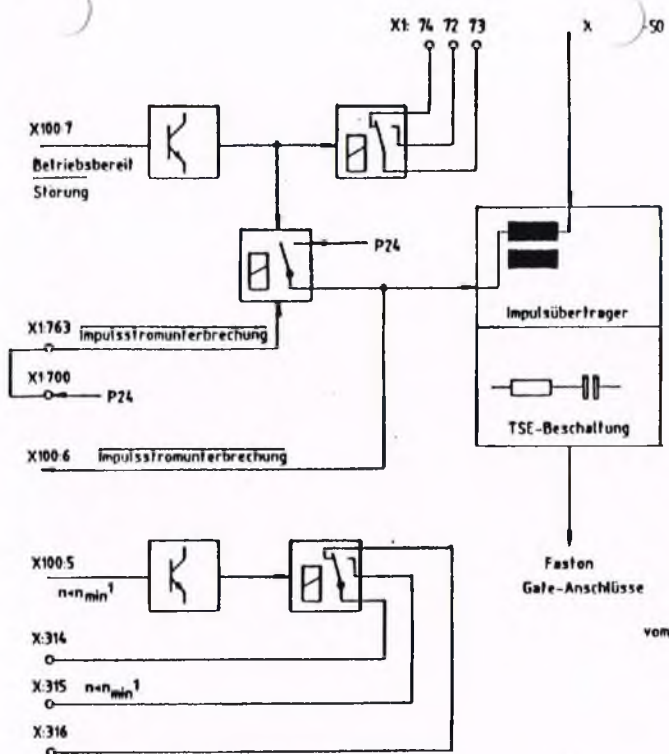 X1: 74 72 73
X
-50
X100:7
Betriebsbereit
Störung
P24
X1:763 Impulsstromunterbrechung
X1:700
P24
X100:6 Impulsstromunterbrechung
Impulsübertrager
TSE-Beschaltung
Faston
Gate-Anschlüsse
vom
X100:5
n<nmin1
X:314
X:315 n<nmin1
X:316